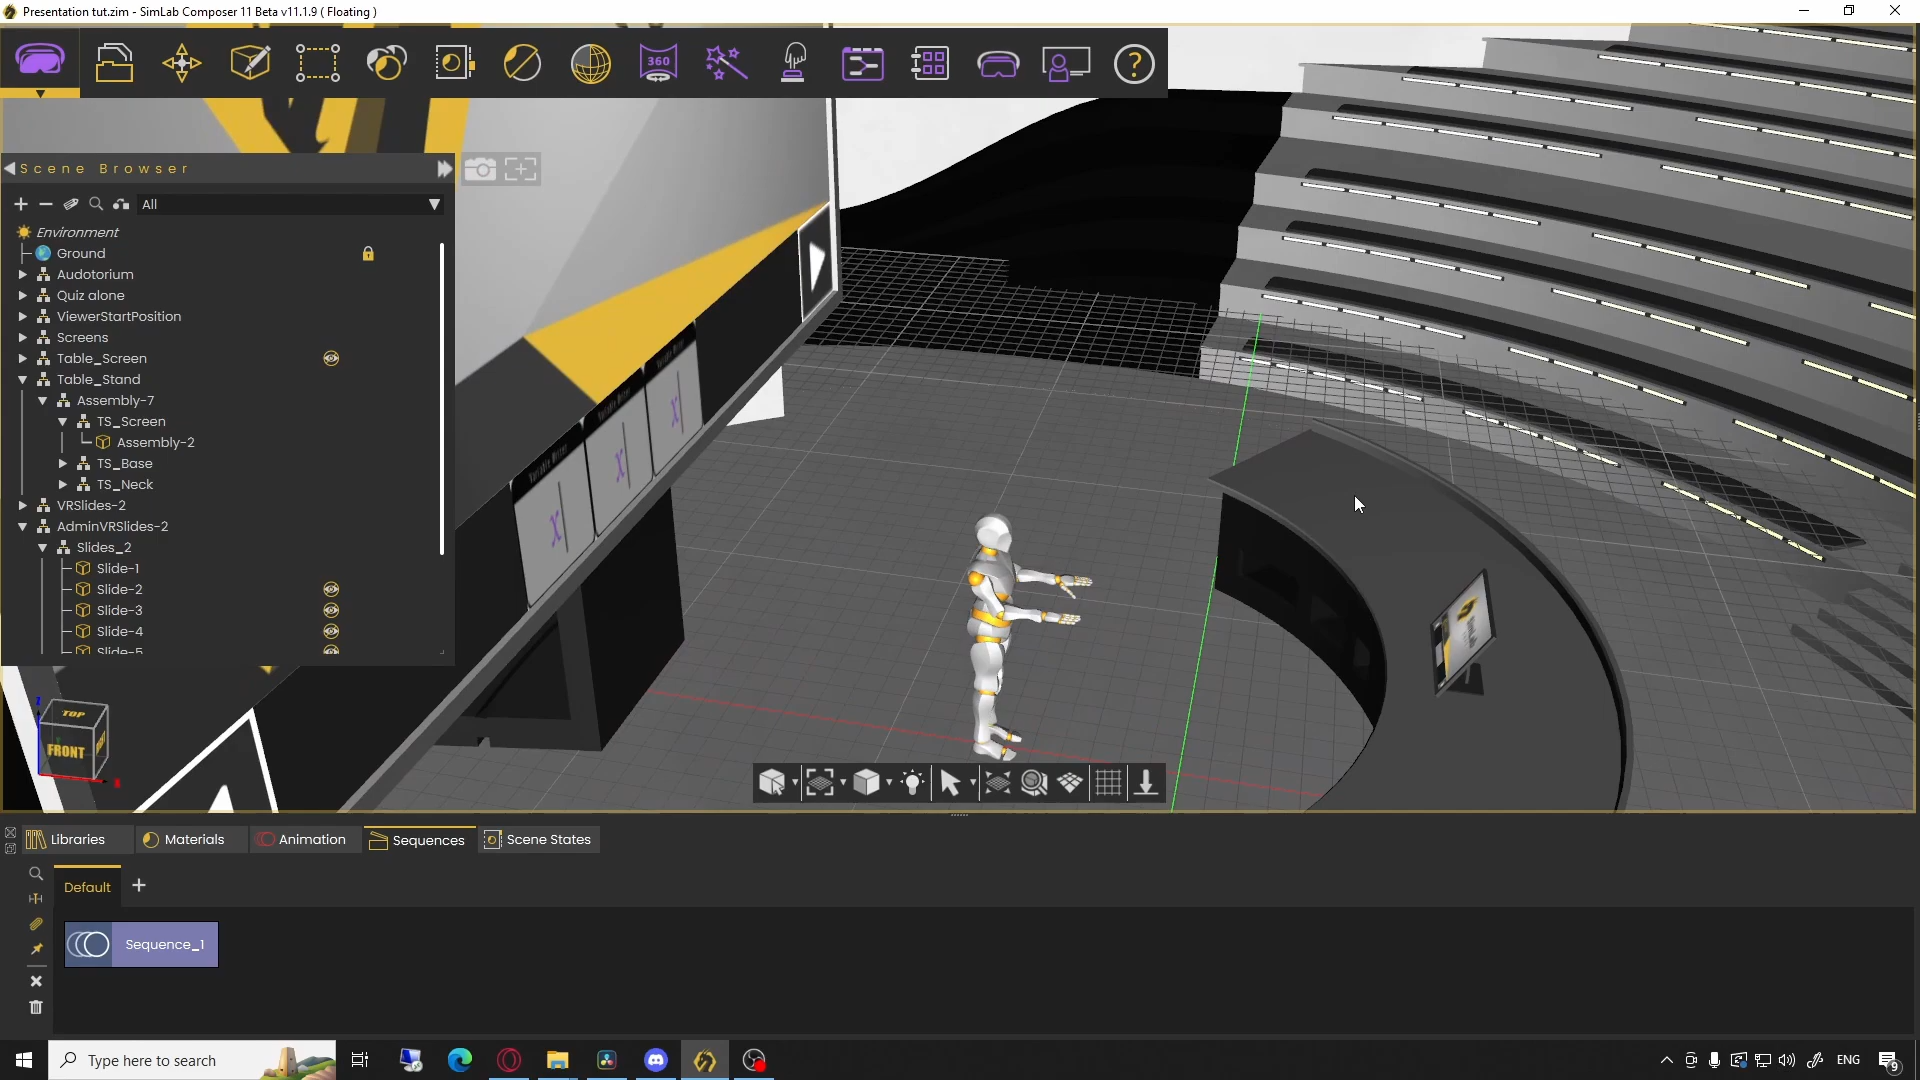 Presentation tut.zim - SimLab Composer 11 Beta v11.1.9 ( Floating )
360
?
Scene Browser
All
Environment
Ground
Audotorium
Quiz alone
ViewerStartPosition
Screens
Table_Screen
Table_Stand
Assembly-7
TS_Screen
Assembly-2
TS_Base
TS_Neck
VRSlides-2
AdminVRSlides-2
Slides_2
Slide-1
Slide-2
Slide-3
Slide-4
Slide-5
TOP
FRONT
Libraries
Materials
Animation
Sequences
Scene States
Default
Sequence_1
Type here to search
ENG
9